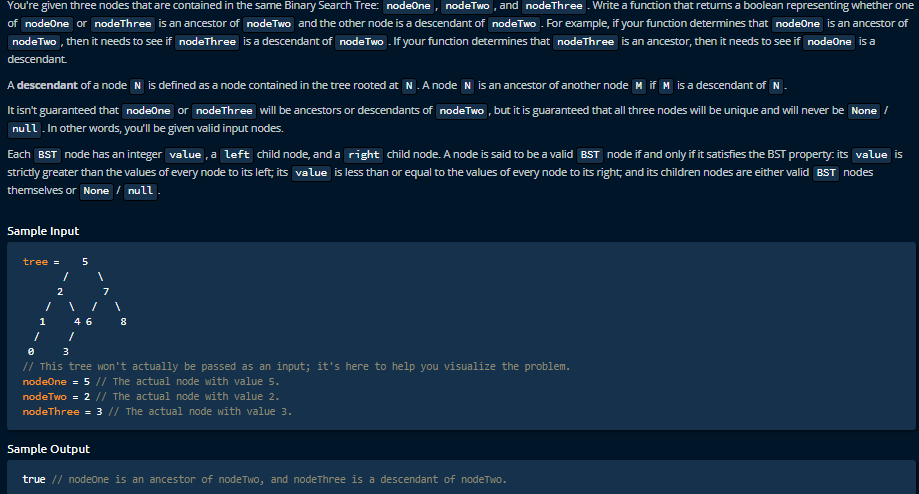 You're given three nodes that are contained in the same Binary Search Tree: nodeOne, nodeTwo, and nodeThree. Write a function that returns a boolean representing whether one
of nodeOne or nodeThree is an ancestor of nodeTwo and the other node is a descendant of nodeTwo. For example, if your function determines that nodeOne is an ancestor of
nodeTwo, then it needs to see if nodeThree is a descendant of nodeTwo. If your function determines that nodeThree is an ancestor, then it needs to see if nodeOne is a
descendant.
A descendant of a node N is defined as a node contained in the tree rooted at N. A node N is an ancestor of another node M if M is a descendant of N.
It isn't guaranteed that nodeOne or nodeThree will be ancestors or descendants of nodeTwo, but it is guaranteed that all three nodes will be unique and will never be None /
null. In other words, you'll be given valid input nodes.
Each BST node has an integer value, a left child node, and a right child node. A node is said to be a valid BST node if and only if it satisfies the BST property: its value is
strictly greater than the values of every node to its left; its value is less than or equal to the values of every node to its right; and its children nodes are either valid BST nodes
themselves or None / null.
Sample Input
tree =    5
/    \
2      7
/  \  /  \
1    4 6    8
/    /
0    3
// This tree won't actually be passed as an input; it's here to help you visualize the problem.
nodeOne = 5 // The actual node with value 5.
nodeTwo = 2 // The actual node with value 2.
nodeThree = 3 // The actual node with value 3.
Sample Output
true // nodeOne is an ancestor of nodeTwo, and nodeThree is a descendant of nodeTwo.